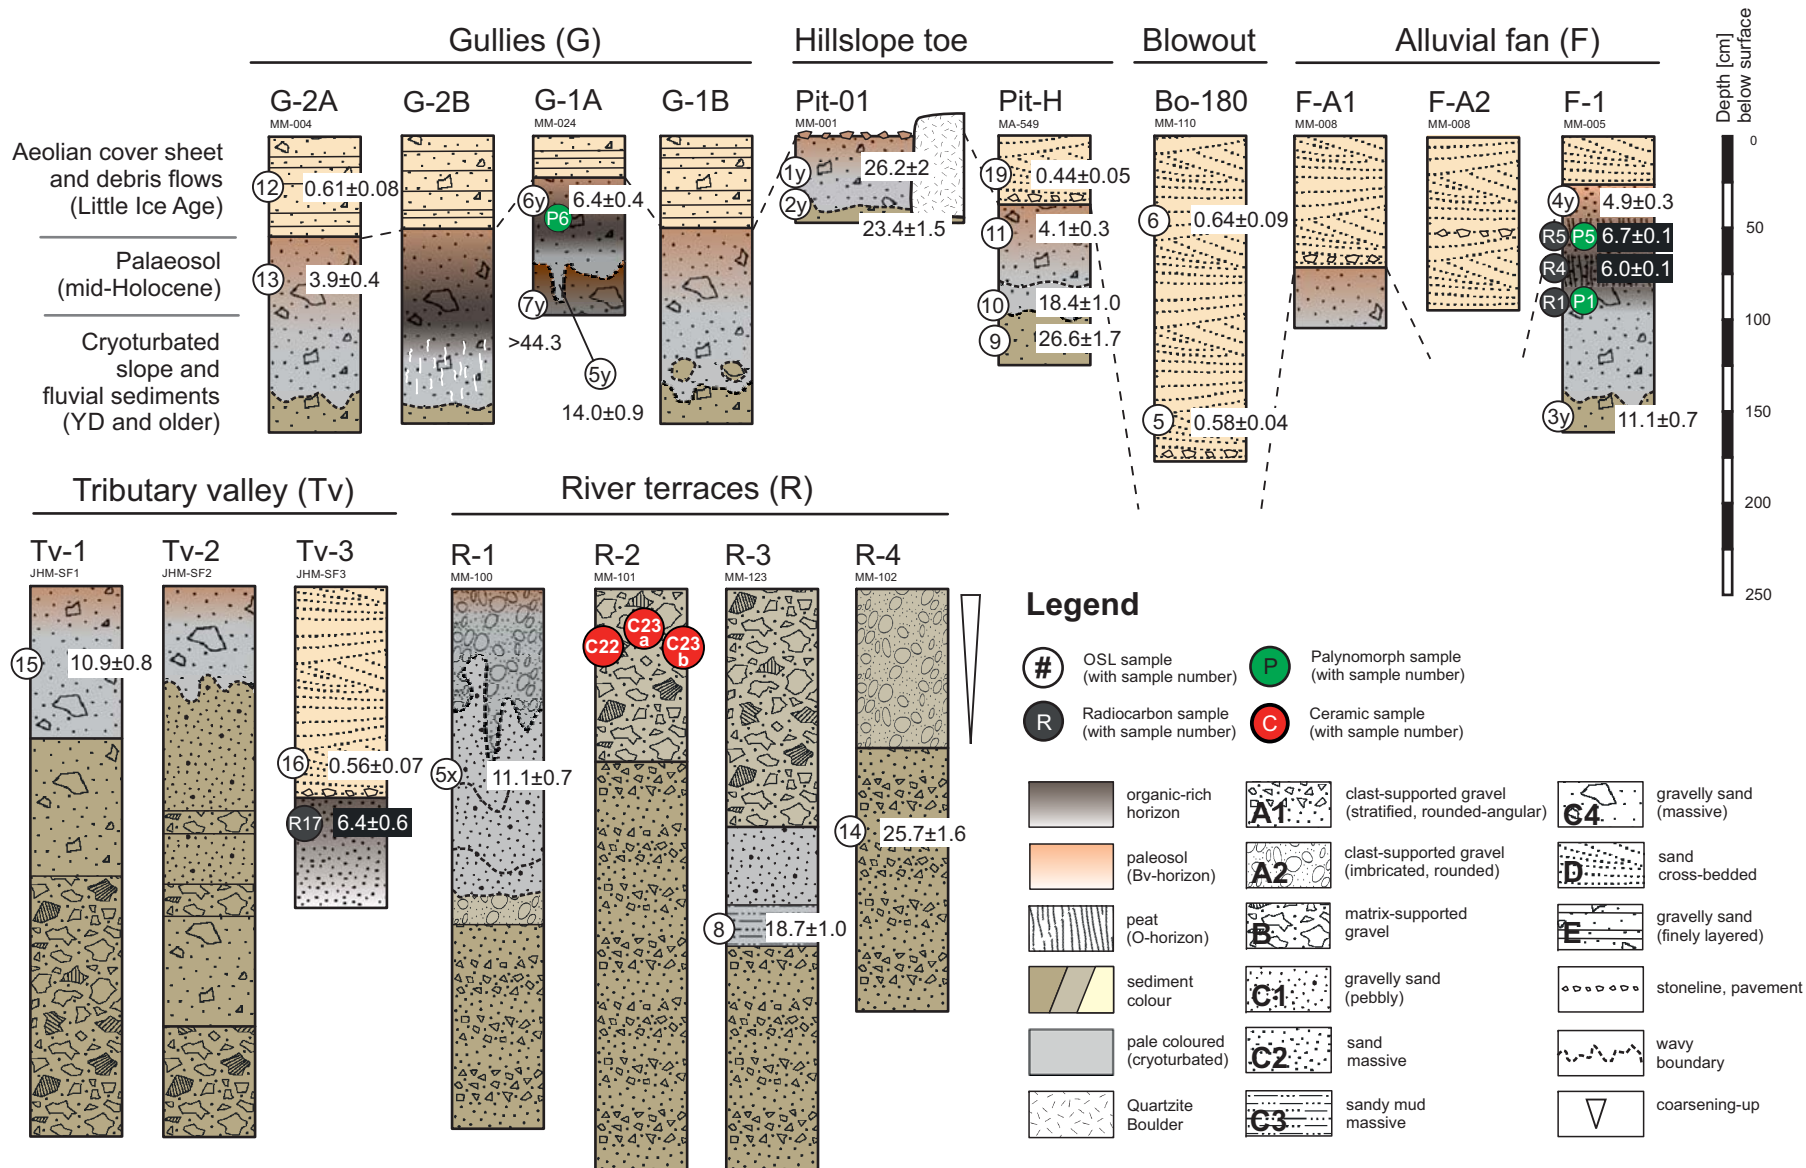 Gullies (G)
Hillslope toe
Blowout
Alluvial fan (F)
Depth [cm]
below surface
G-2A
MM-004
G-2B
G-1A
MM-024
G-1B
Pit-01
MM-001
Pit-H
MA-549
Bo-180
MM-110
F-A1
MM-008
F-A2
MM-008
F-1
MM-005
Aeolian cover sheet
and debris flows
(Little Ice Age)
Palaeosol
(mid-Holocene)
Cryoturbated
slope and
fluvial sediments
(YD and older)
12
0.61±0.08
13
3.9±0.4
6y
6.4±0.4
P6
7y
>44.3
5y
14.0±0.9
1y
26.2±2
2y
23.4±1.5
19
0.44±0.05
11
4.1±0.3
10
18.4±1.0
9
26.6±1.7
6
0.64±0.09
5
0.58±0.04
4y
4.9±0.3
R5
P5
6.7±0.1
R4
6.0±0.1
R1
P1
3y
11.1±0.7
0
50
100
150
200
250
Tributary valley (Tv)
River terraces (R)
Tv-1
JHM-SF1
Tv-2
JHM-SF2
Tv-3
JHM-SF3
R-1
MM-100
R-2
MM-101
R-3
MM-123
R-4
MM-102
15
10.9±0.8
16
0.56±0.07
R17
6.4±0.6
5x
11.1±0.7
C22
C23
a
C23
b
8
18.7±1.0
14
25.7±1.6
Legend
#
OSL sample
(with sample number)
P
Palynomorph sample
(with sample number)
R
Radiocarbon sample
(with sample number)
C
Ceramic sample
(with sample number)
organic-rich
horizon
paleosol
(Bv-horizon)
peat
(O-horizon)
sediment
colour
pale coloured
(cryoturbated)
Quartzite
Boulder
A1
clast-supported gravel
(stratified, rounded-angular)
A2
clast-supported gravel
(imbricated, rounded)
B
matrix-supported
gravel
C1
gravelly sand
(pebbly)
C2
sand
massive
C3
sandy mud
massive
C4
gravelly sand
(massive)
D
sand
cross-bedded
E
gravelly sand
(finely layered)
stoneline, pavement
wavy
boundary
coarsening-up